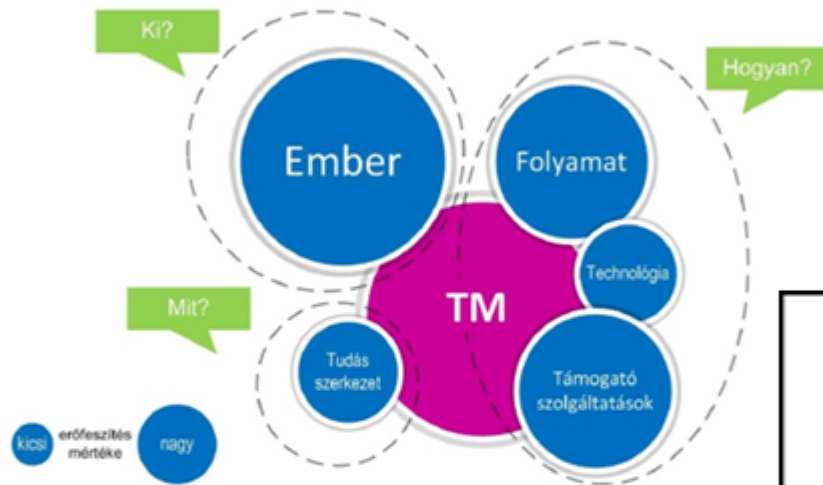 Ki?
Hogyan?
Ember
Folyamat
Technológia
TM
Mit?
Tudás
szerkezet
Támogató
szolgáltatások
kicsi
erőfeszítés
mértéke
nagy